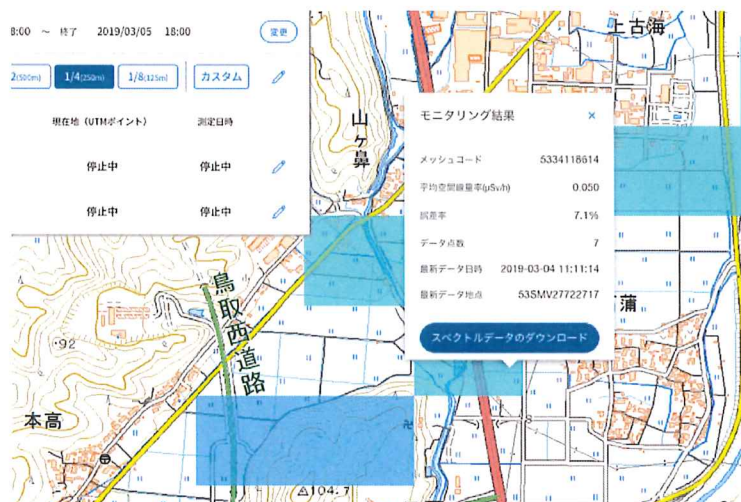 8:00 ～ 終了 2019/03/05 18:00 変更
2(500m) 1/4(250m) 1/8(125m) カスタム
現在地（UTMポイント） 測定日時
停止中 停止中
停止中 停止中
上古海
山ヶ鼻
モニタリング結果 ×
メッシュコード 5334118614
平均空間線量率(μSv/h) 0.050
誤差率 7.1%
データ点数 7
最新データ日時 2019-03-04 11:11:14
最新データ地点 53SMV27722717
スペクトルデータのダウンロード
鳥取西道路
蒲
・92
本高
△104.7